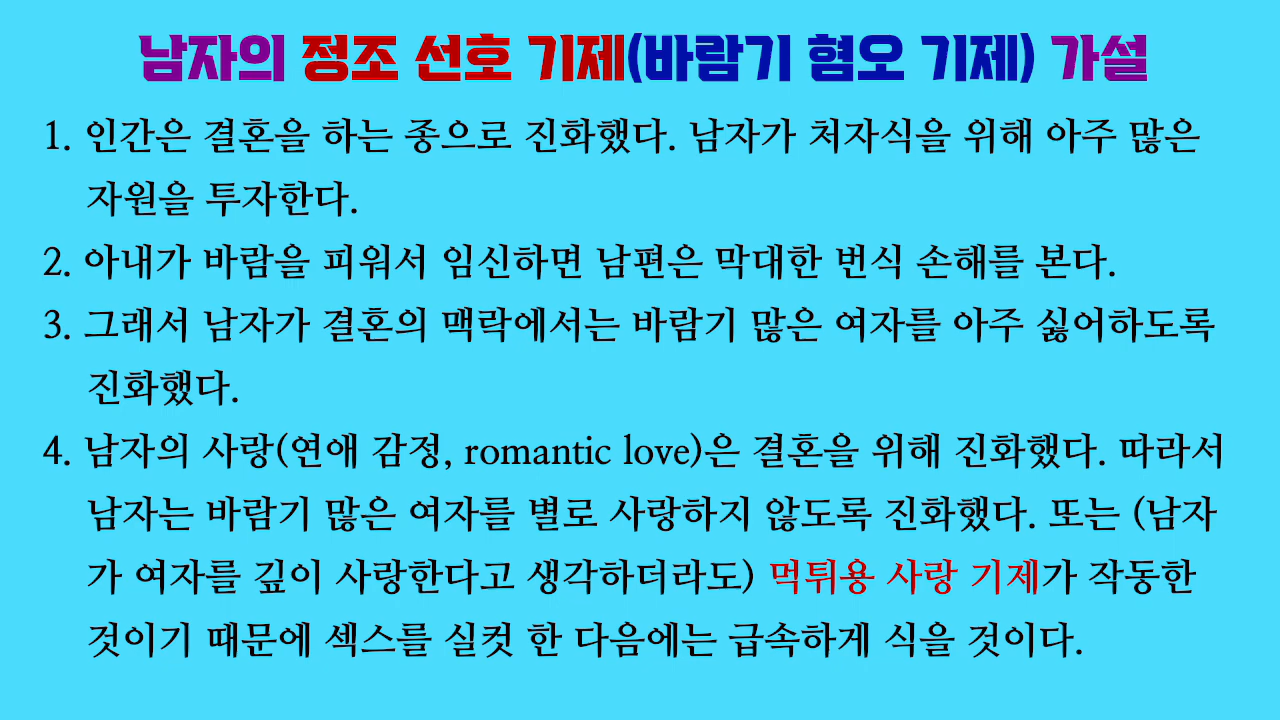 남자의 정조 선호 기제(바람기 혐오 기제) 가설
1. 인간은 결혼을 하는 종으로 진화했다. 남자가 처자식을 위해 아주 많은
자원을 투자한다.
2. 아내가 바람을 피워서 임신하면 남편은 막대한 번식 손해를 본다.
3. 그래서 남자가 결혼의 맥락에서는 바람기 많은 여자를 아주 싫어하도록
진화했다.
4. 남자의 사랑(연애 감정, romantic love)은 결혼을 위해 진화했다. 따라서
남자는 바람기 많은 여자를 별로 사랑하지 않도록 진화했다. 또는 (남자
가 여자를 깊이 사랑한다고 생각하더라도) 먹튀용 사랑 기제가 작동한
것이기 때문에 섹스를 실컷 한 다음에는 급속하게 식을 것이다.